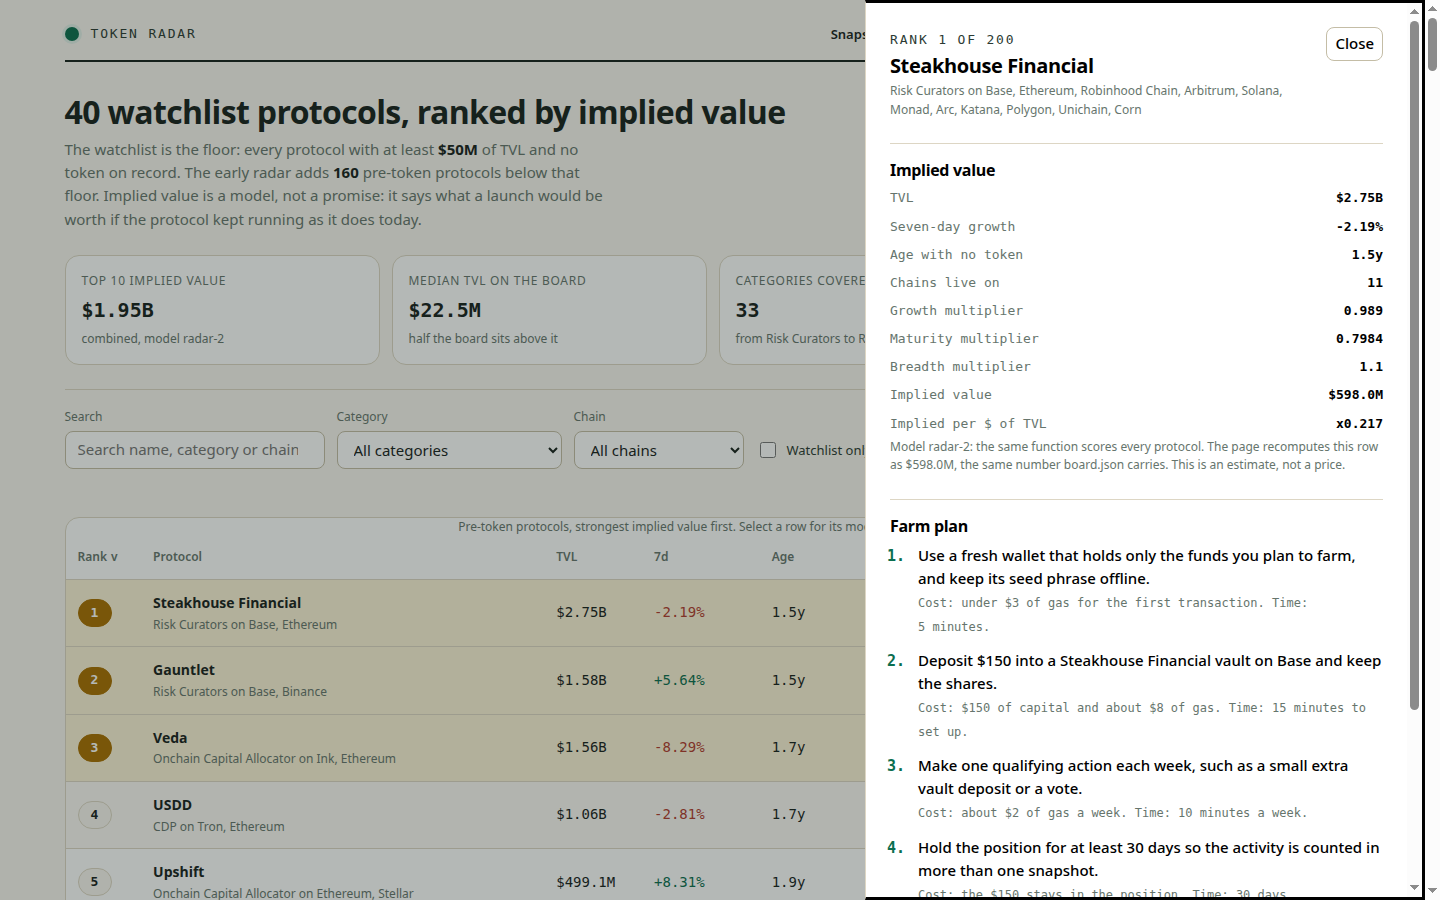 TOKEN RADAR
Snaps
40 watchlist protocols, ranked by implied value
The watchlist is the floor: every protocol with at least $50M of TVL and no
token on record. The early radar adds 160 pre-token protocols below that
floor. Implied value is a model, not a promise: it says what a launch would be
worth if the protocol kept running as it does today.
TOP 10 IMPLIED VALUE
$1.95B
combined, model radar-2
MEDIAN TVL ON THE BOARD
$22.5M
half the board sits above it
CATEGORIES COVERE
33
from Risk Curators to R
Search
Search name, category or chain
Category
All categories
Chain
All chains
Watchlist onl
Pre-token protocols, strongest implied value first. Select a row for its mo
Rank v Protocol TVL 7d Age
1 Steakhouse Financial $2.75B -2.19% 1.5y
Risk Curators on Base, Ethereum
2 Gauntlet $1.58B +5.64% 1.5y
Risk Curators on Base, Binance
3 Veda $1.56B -8.29% 1.7y
Onchain Capital Allocator on Ink, Ethereum
4 USDD $1.06B -2.81% 1.7y
CDP on Tron, Ethereum
5 Upshift $499.1M +8.31% 1.9y
Onchain Capital Allocator on Ethereum, Stellar
RANK 1 OF 200
Close
Steakhouse Financial
Risk Curators on Base, Ethereum, Robinhood Chain, Arbitrum, Solana,
Monad, Arc, Katana, Polygon, Unichain, Corn
Implied value
TVL $2.75B
Seven-day growth -2.19%
Age with no token 1.5y
Chains live on 11
Growth multiplier 0.989
Maturity multiplier 0.7984
Breadth multiplier 1.1
Implied value $598.0M
Implied per $ of TVL x0.217
Model radar-2: the same function scores every protocol. The page recomputes this row
as $598.0M, the same number board.json carries. This is an estimate, not a price.
Farm plan
1. Use a fresh wallet that holds only the funds you plan to farm,
and keep its seed phrase offline.
Cost: under $3 of gas for the first transaction. Time:
5 minutes.
2. Deposit $150 into a Steakhouse Financial vault on Base and keep
the shares.
Cost: $150 of capital and about $8 of gas. Time: 15 minutes to
set up.
3. Make one qualifying action each week, such as a small extra
vault deposit or a vote.
Cost: about $2 of gas a week. Time: 10 minutes a week.
4. Hold the position for at least 30 days so the activity is counted in
more than one snapshot.
Cost: the $150 stays in the position. Time: 30 days.